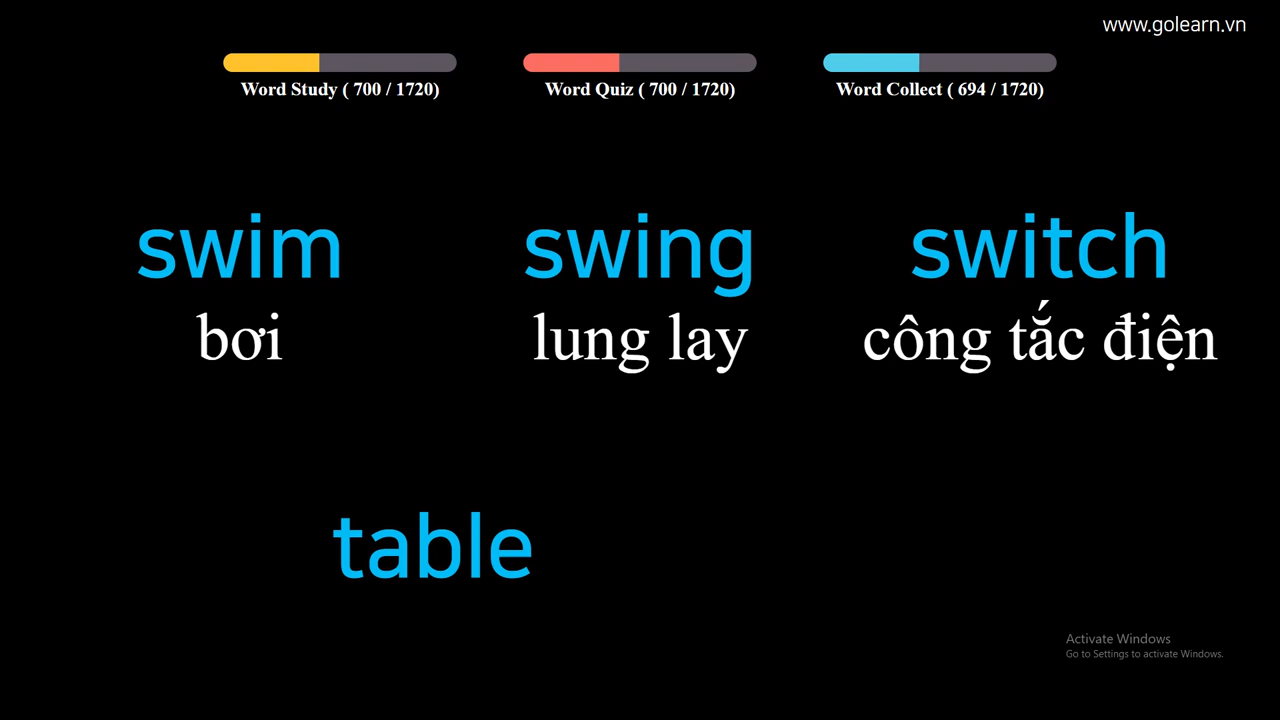 www.golearn.vn
Word Study ( 700 / 1720)
Word Quiz ( 700 / 1720)
Word Collect ( 694 / 1720)
swim
swing
switch
bơi
lung lay
công tắc điện
table
Activate Windows
Go to Settings to activate Windows.